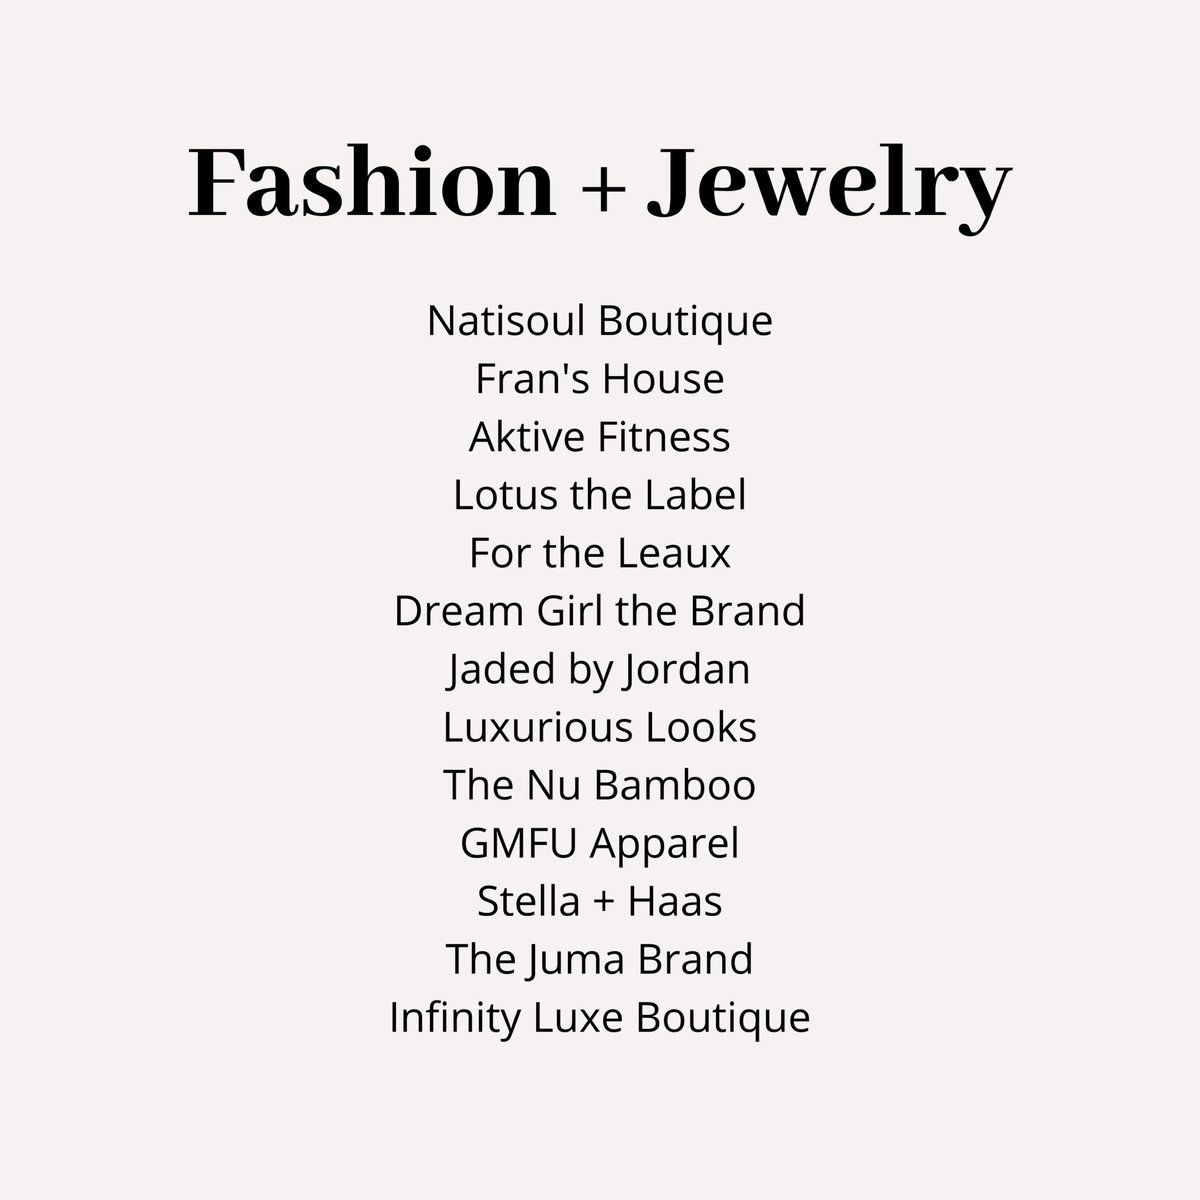 Fashion + Jewelry
Natisoul Boutique
Fran's House
Aktive Fitness
Lotus the Label
For the Leaux
Dream Girl the Brand
Jaded by Jordan
Luxurious Looks
The Nu Bamboo
GMFU Apparel
Stella + Haas
The Juma Brand
Infinity Luxe Boutique